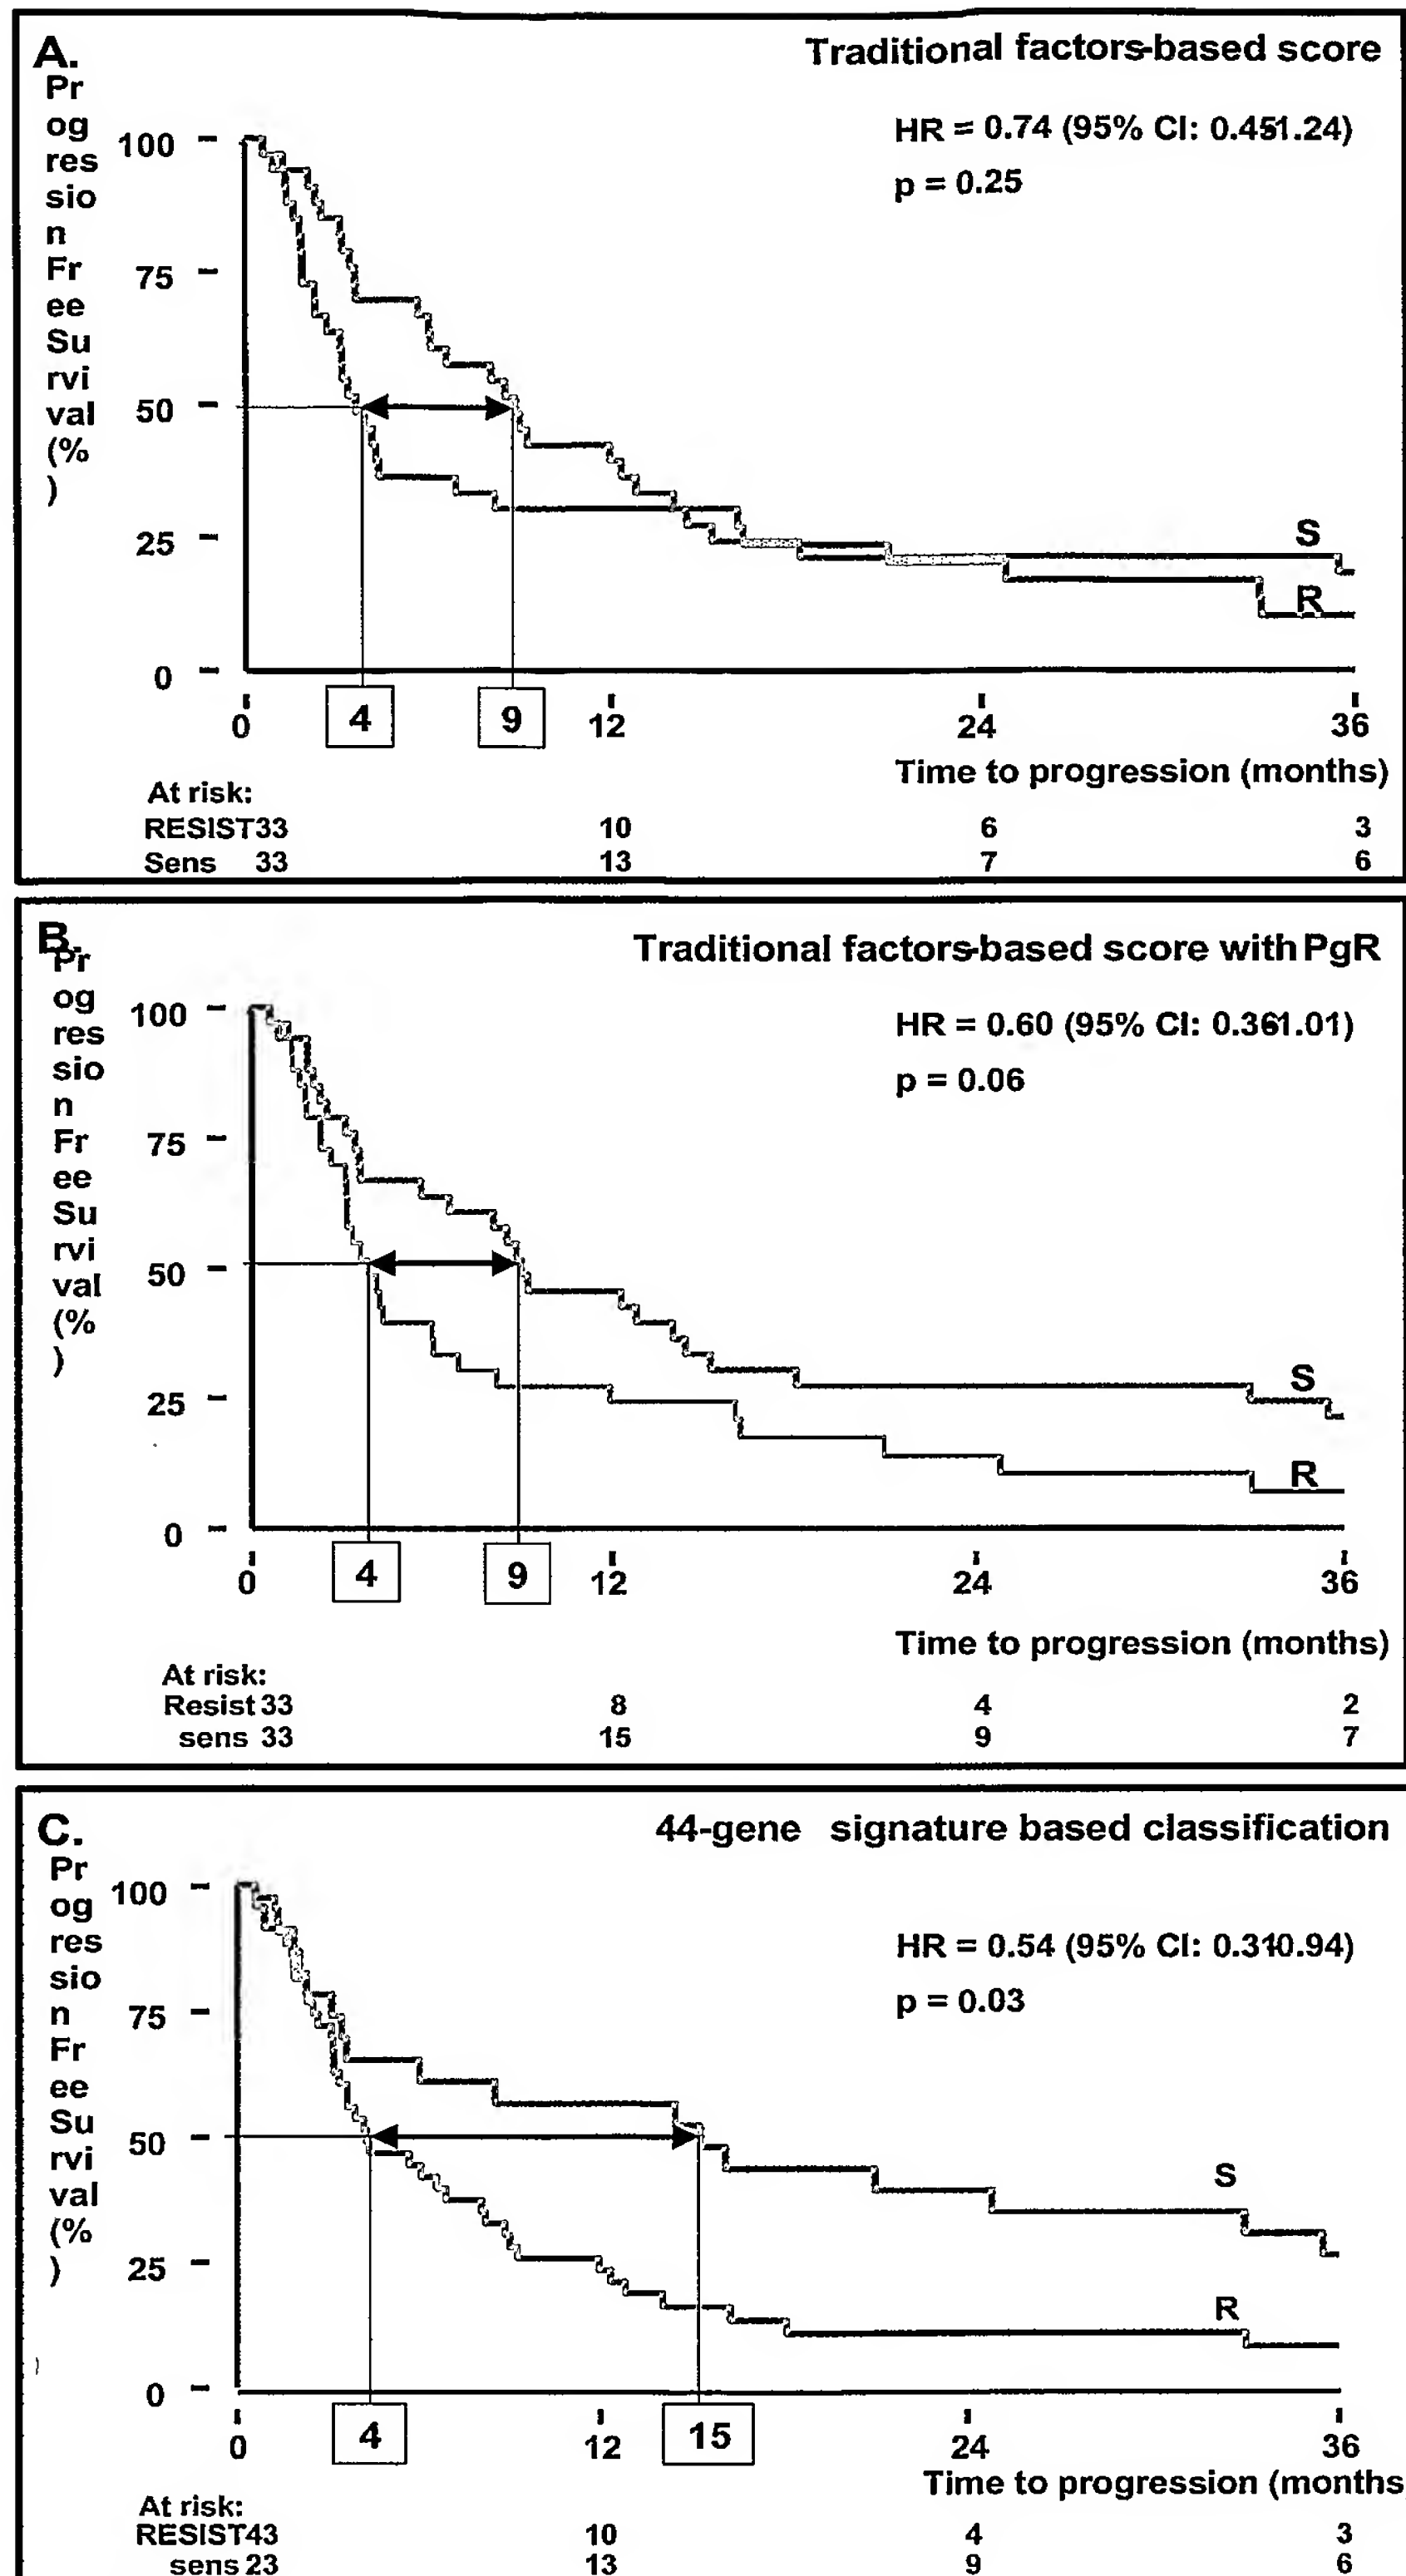 A.
Traditional factors-based score
Pr
og
res
sio
n
Fr
ee
Su
rvi
val
(%
)
HR = 0.74 (95% CI: 0.451.24)
p = 0.25
100
75
50
25
0
S
R
0
4
9
12
24
36
Time to progression (months)
At risk:
RESIST33 10 6 3
Sens 33 13 7 6
B.
Traditional factors-based score with PgR
Pr
og
res
sio
n
Fr
ee
Su
rvi
val
(%
)
HR = 0.60 (95% CI: 0.361.01)
p = 0.06
100
75
50
25
0
S
R
0
4
9
12
24
36
Time to progression (months)
At risk:
Resist 33 8 4 2
sens 33 15 9 7
C.
44-gene signature based classification
Pr
og
res
sio
n
Fr
ee
Su
rvi
val
(%
)
HR = 0.54 (95% CI: 0.310.94)
p = 0.03
100
75
50
25
0
S
R
0
4
12
15
24
36
Time to progression (months
At risk:
RESIST43 10 4 3
sens 23 13 9 6